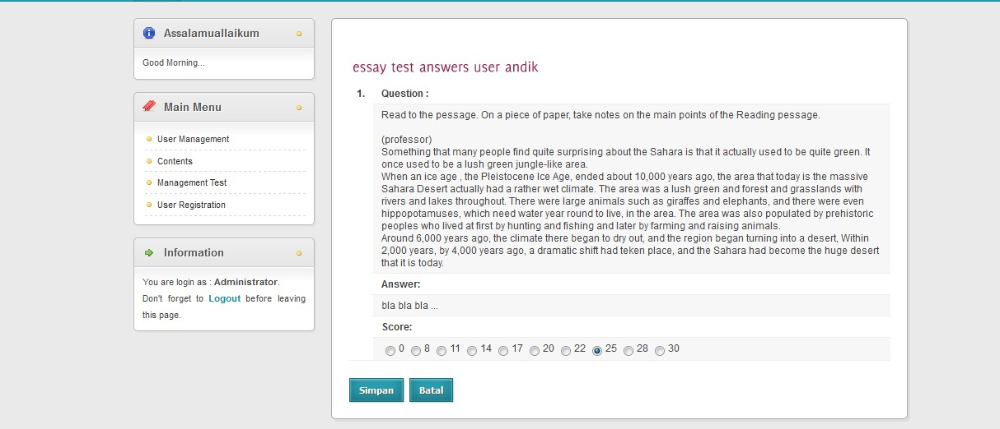 Assalamuallaikum
Good Morning...
Main Menu
User Management
Contents
Management Test
User Registration
Information
You are login as : Administrator.
Don't forget to Logout before leaving
this page.
essay test answers user andik
1. Question :
Read to the pessage. On a piece of paper, take notes on the main points of the Reading pessage.
(professor)
Something that many people find quite surprising about the Sahara is that it actually used to be quite green. It
once used to be a lush green jungle-like area.
When an ice age , the Pleistocene Ice Age, ended about 10,000 years ago, the area that today is the massive
Sahara Desert actually had a rather wet climate. The area was a lush green and forest and grasslands with
rivers and lakes throughout. There were large animals such as giraffes and elephants, and there were even
hippopotamuses, which need water year round to live, in the area. The area was also populated by prehistoric
peoples who lived at first by hunting and fishing and later by farming and raising animals.
Around 6,000 years ago, the climate there began to dry out, and the region began turning into a desert, Within
2,000 years, by 4,000 years ago, a dramatic shift had teken place, and the Sahara had become the huge desert
that it is today.
Answer:
bla bla bla ...
Score:
0 8 11 14 17 20 22 25 28 30
Simpan Batal